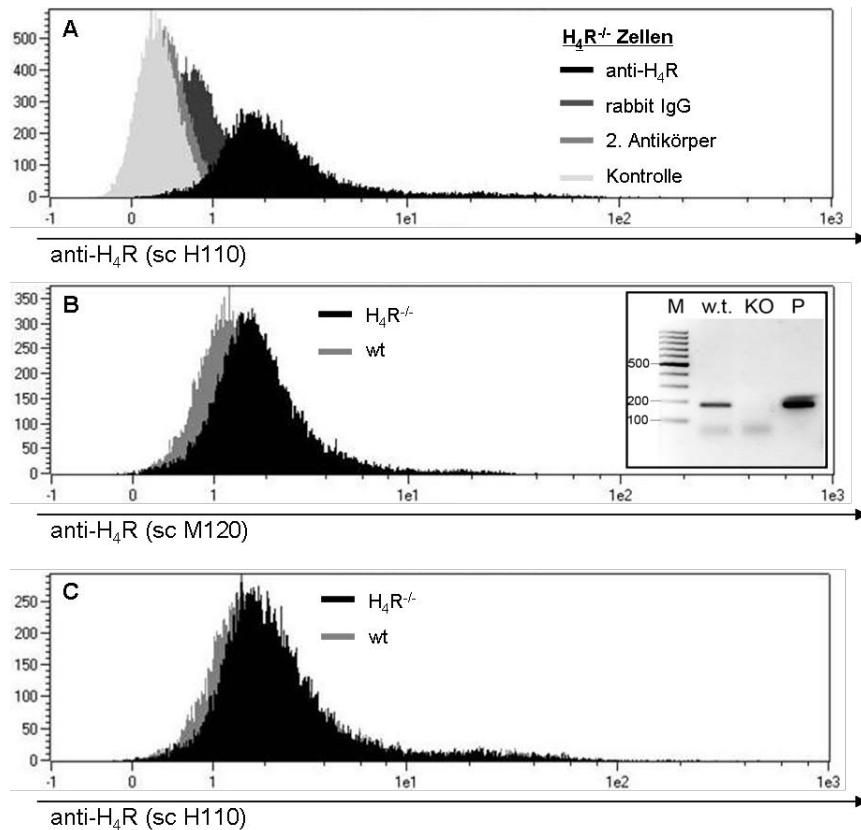 A
H₄R⁻/⁻ Zellen
anti-H₄R
rabbit IgG
2. Antikörper
Kontrolle
500
400
300
200
100
0
-1 0 1 1e1 1e2 1e3
anti-H₄R (sc H110)
B
H₄R⁻/⁻
wt
M w.t. KO P
500
200
100
350
300
250
200
150
100
50
0
-1 0 1 1e1 1e2 1e3
anti-H₄R (sc M120)
C
H₄R⁻/⁻
wt
250
200
150
100
50
0
-1 0 1 1e1 1e2 1e3
anti-H₄R (sc H110)